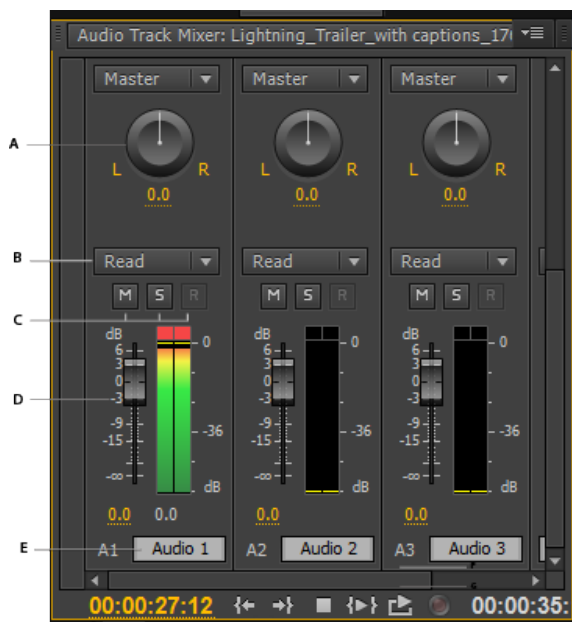 Audio Track Mixer: Lightning_Trailer_with captions_17
Master Master Master
A
L R L R L R
0.0 0.0 0.0
B Read Read Read
M S R M S R M S R
C
dB dB dB
6 0 6 0 6 0
3 3 3
0 0 0
D -3 -3 -3
-9 -36 -9 -36 -9 -36
-15 -15 -15
-∞ dB -∞ dB -∞ dB
0.0 0.0 0.0 0.0
E A1 Audio 1 A2 Audio 2 A3 Audio 3
00:00:27:12 00:00:35: